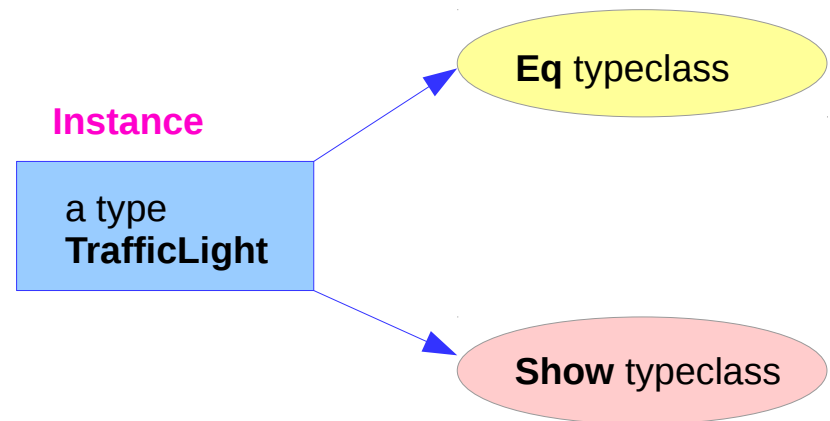 Eq typeclass
Instance
a type
TrafficLight
Show typeclass